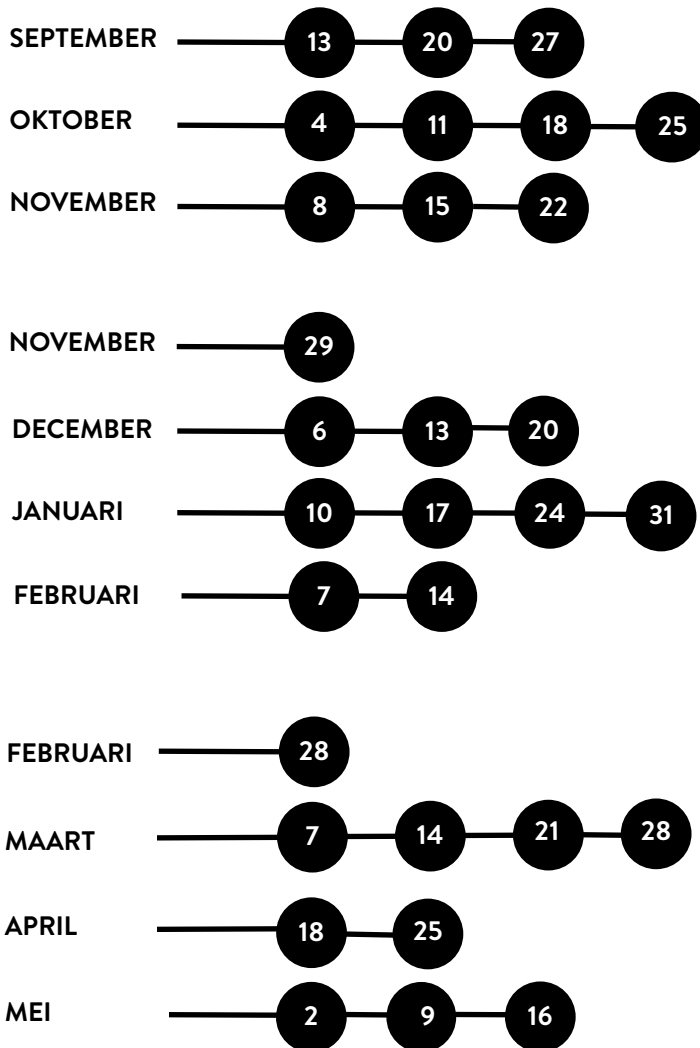 SEPTEMBER 13 20 27
OKTOBER 4 11 18 25
NOVEMBER 8 15 22
NOVEMBER 29
DECEMBER 6 13 20
JANUARI 10 17 24 31
FEBRUARI 7 14
FEBRUARI 28
MAART 7 14 21 28
APRIL 18 25
MEI 2 9 16